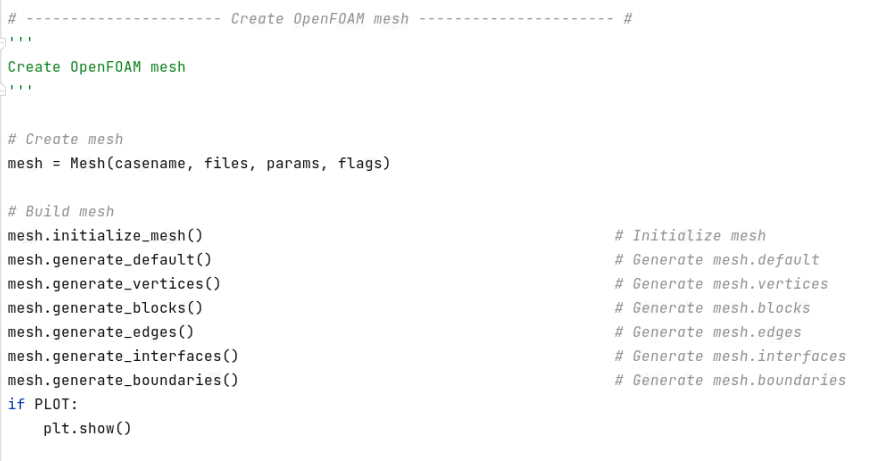 # ---------------------- Create OpenFOAM mesh ---------------------- #
'''
Create OpenFOAM mesh
'''
# Create mesh
mesh = Mesh(casename, files, params, flags)
# Build mesh
mesh.initialize_mesh() # Initialize mesh
mesh.generate_default() # Generate mesh.default
mesh.generate_vertices() # Generate mesh.vertices
mesh.generate_blocks() # Generate mesh.blocks
mesh.generate_edges() # Generate mesh.edges
mesh.generate_interfaces() # Generate mesh.interfaces
mesh.generate_boundaries() # Generate mesh.boundaries
if PLOT:
    plt.show()